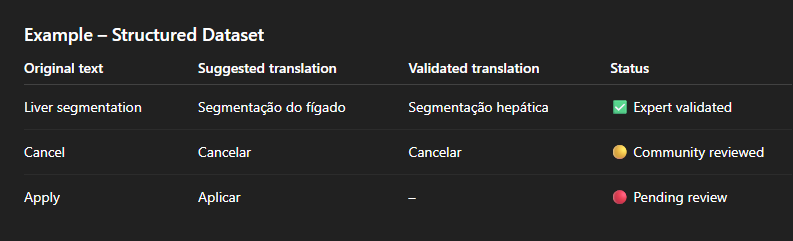 Example – Structured Dataset
Original text Suggested translation Validated translation Status
Liver segmentation Segmentação do fígado Segmentação hepática ✅ Expert validated
Cancel Cancelar Cancelar 🟡 Community reviewed
Apply Aplicar – 🔴 Pending review